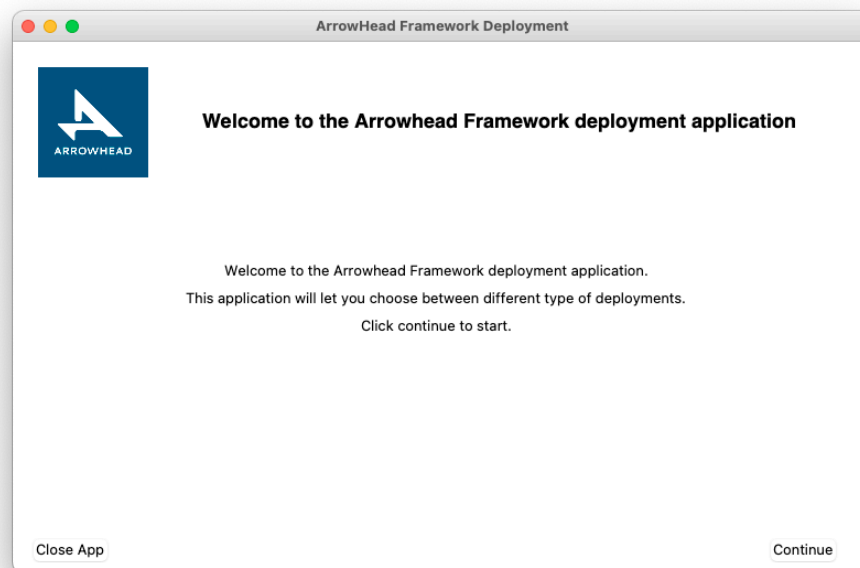 ArrowHead Framework Deployment
ARROWHEAD
Welcome to the Arrowhead Framework deployment application
Welcome to the Arrowhead Framework deployment application.
This application will let you choose between different type of deployments.
Click continue to start.
Close App
Continue